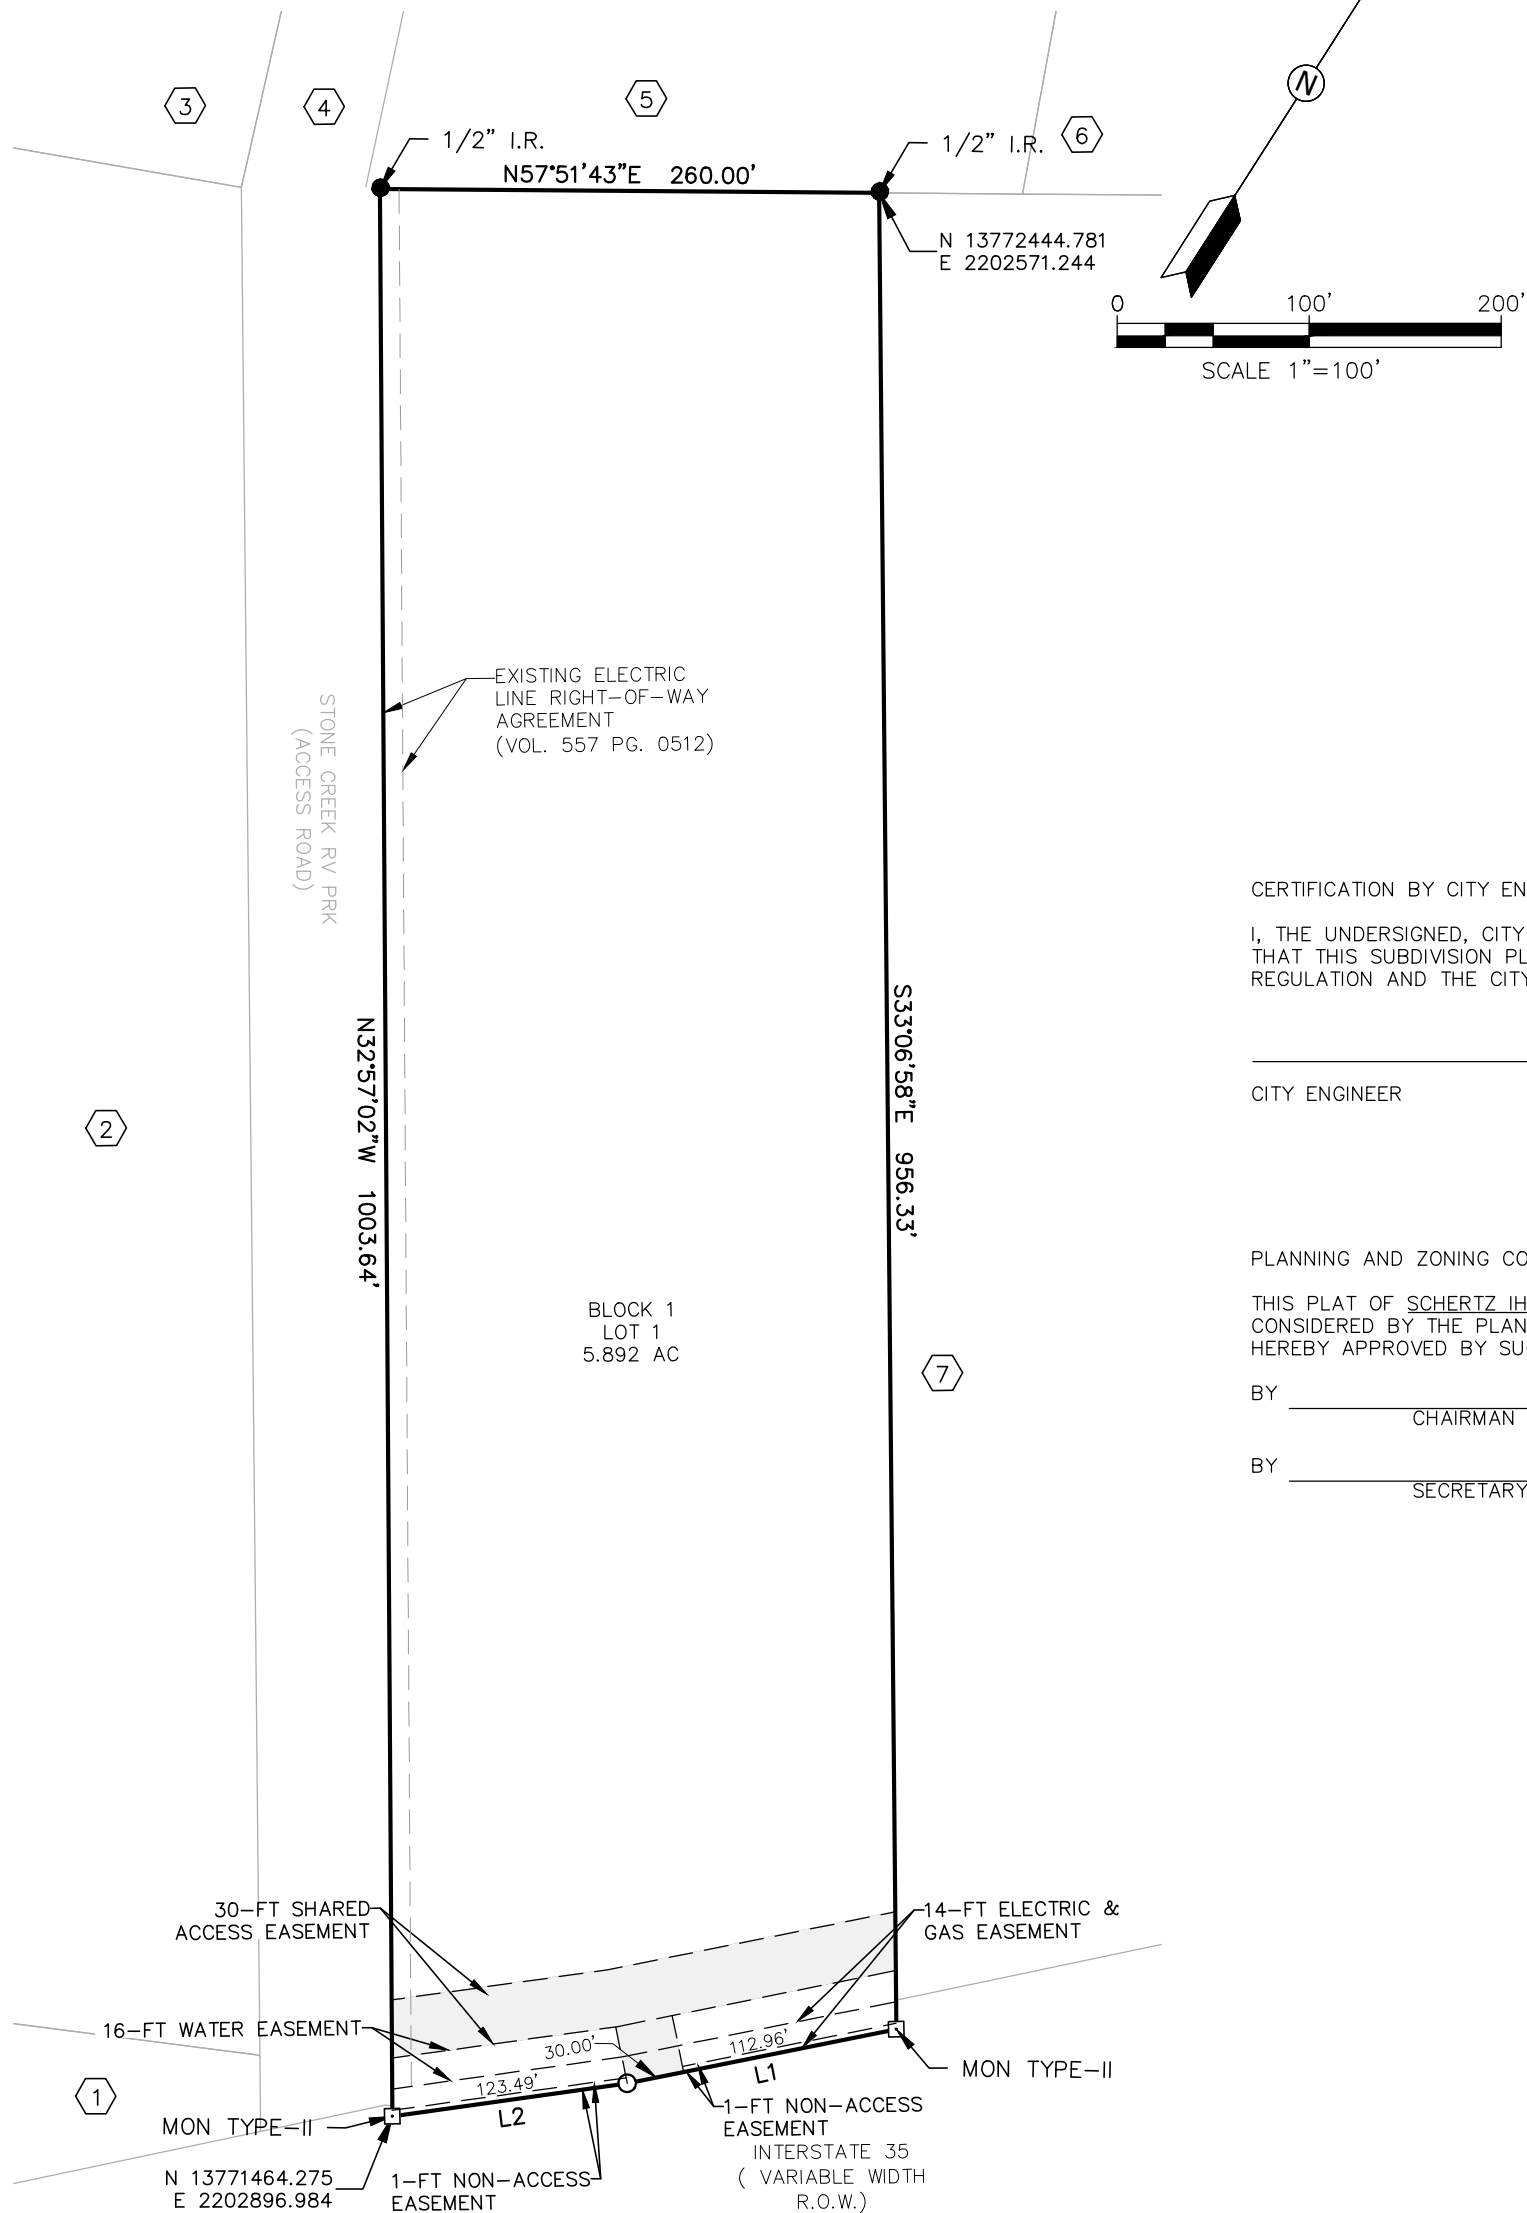 3
4
5
N
1/2" I.R.
1/2" I.R.
6
N57°51'43"E 260.00'
N 13772444.781
E 2202571.244
0 100' 200'
SCALE 1"=100'
EXISTING ELECTRIC
LINE RIGHT-OF-WAY
AGREEMENT
(VOL. 557 PG. 0512)
STONE CREEK RV PRK
(ACCESS ROAD)
CERTIFICATION BY CITY EN
I, THE UNDERSIGNED, CITY
THAT THIS SUBDIVISION PL
REGULATION AND THE CITY
CITY ENGINEER
N32°57'02"W 1003.64'
S33°06'58"E 956.33'
2
PLANNING AND ZONING CO
THIS PLAT OF SCHERTZ IH
CONSIDERED BY THE PLAN
HEREBY APPROVED BY SU
BY
CHAIRMAN
BY
SECRETARY
BLOCK 1
LOT 1
5.892 AC
7
30-FT SHARED
ACCESS EASEMENT
14-FT ELECTRIC &
GAS EASEMENT
16-FT WATER EASEMENT
30.00'
112.96'
123.49'
L1
L2
1
MON TYPE-II
MON TYPE-II
1-FT NON-ACCESS
EASEMENT
INTERSTATE 35
( VARIABLE WIDTH
R.O.W.)
N 13771464.275
E 2202896.984
1-FT NON-ACCESS
EASEMENT